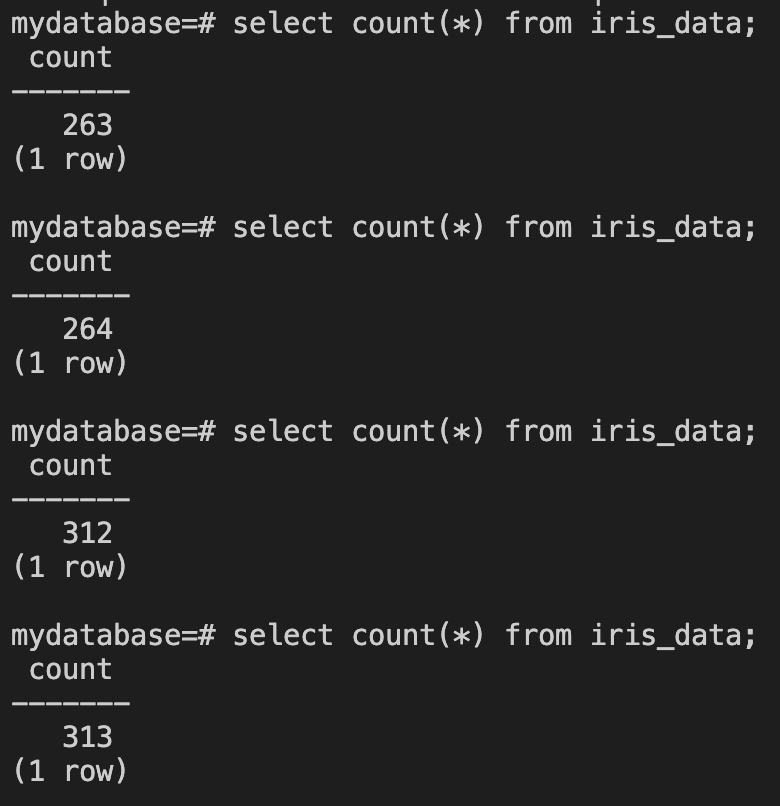 mydatabase=# select count(*) from iris_data;
 count
-------
   263
(1 row)

mydatabase=# select count(*) from iris_data;
 count
-------
   264
(1 row)

mydatabase=# select count(*) from iris_data;
 count
-------
   312
(1 row)

mydatabase=# select count(*) from iris_data;
 count
-------
   313
(1 row)